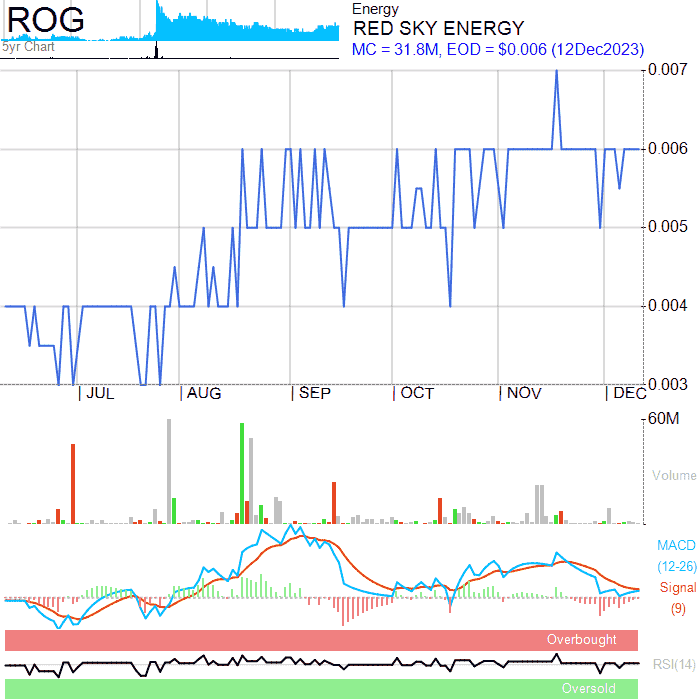 ROG
5yr Chart
Energy
RED SKY ENERGY
MC = 31.8M, EOD = $0.006 (12Dec2023)
0.007
0.006
0.005
0.004
0.003
JUL
AUG
SEP
OCT
NOV
DEC
60M
Volume
MACD
(12-26)
Signal
(9)
Overbought
RSI(14)
Oversold